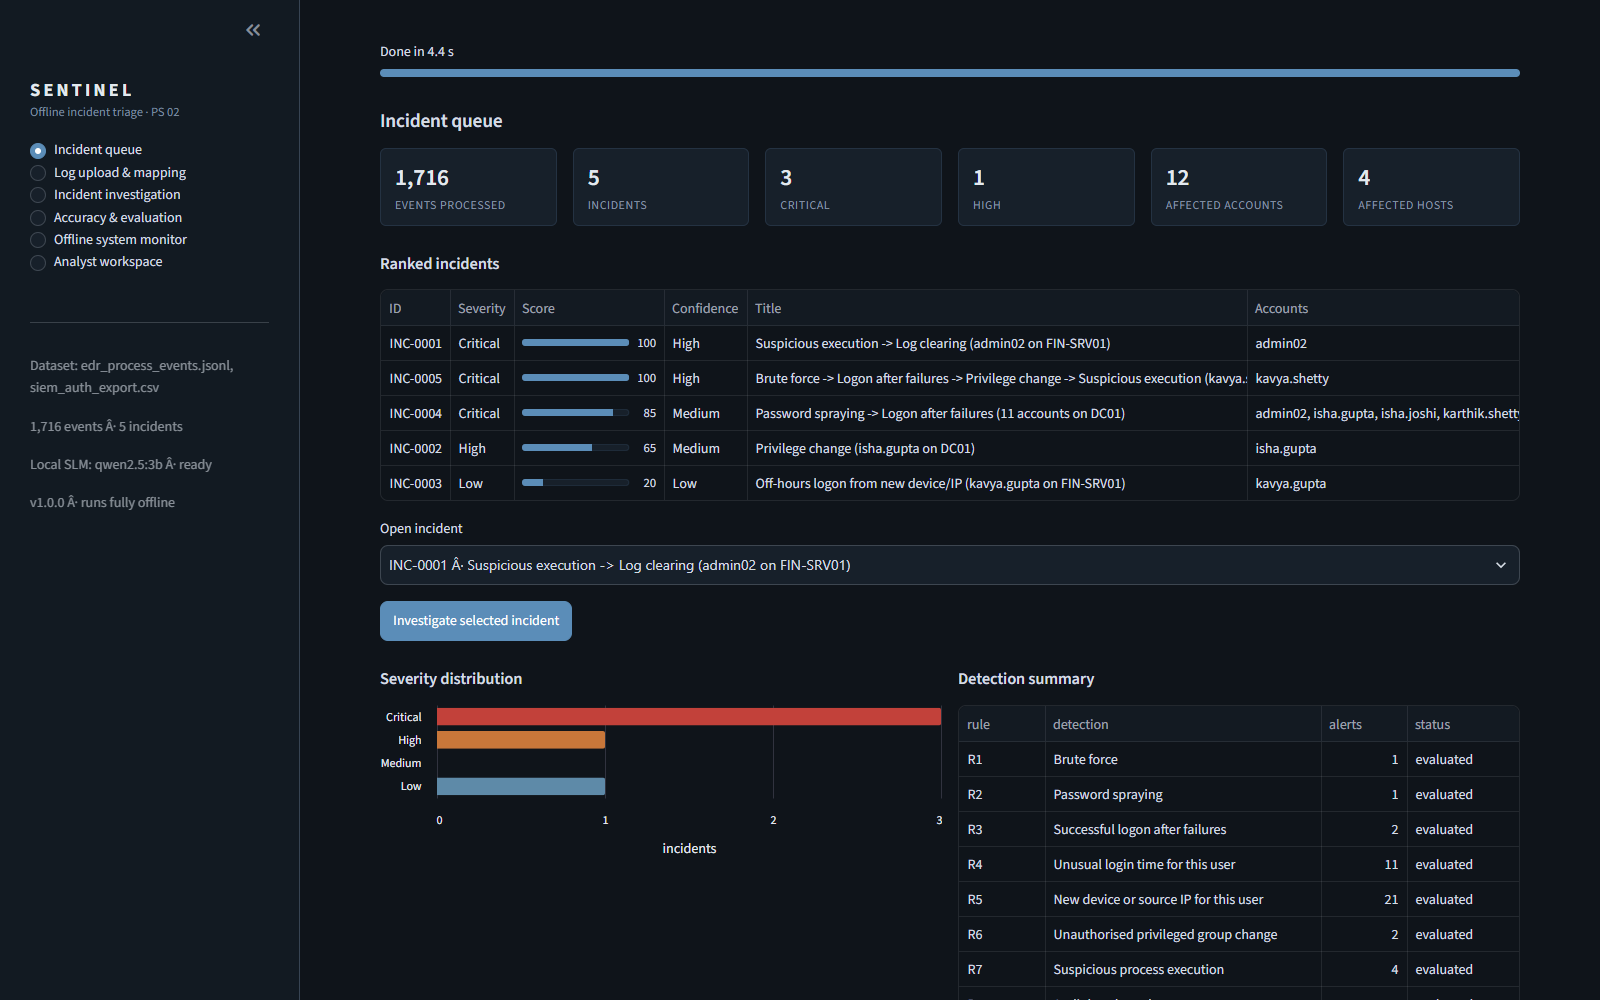 SENTINEL
Offline incident triage · PS 02
Incident queue
Log upload & mapping
Incident investigation
Accuracy & evaluation
Offline system monitor
Analyst workspace
Dataset: edr_process_events.jsonl,
siem_auth_export.csv
1,716 events Â· 5 incidents
Local SLM: qwen2.5:3b Â· ready
v1.0.0 Â· runs fully offline
Done in 4.4 s
Incident queue
1,716
EVENTS PROCESSED
5
INCIDENTS
3
CRITICAL
1
HIGH
12
AFFECTED ACCOUNTS
4
AFFECTED HOSTS
Ranked incidents
ID Severity Score Confidence Title Accounts
INC-0001 Critical 100 High Suspicious execution -> Log clearing (admin02 on FIN-SRV01) admin02
INC-0005 Critical 100 High Brute force -> Logon after failures -> Privilege change -> Suspicious execution (kavya.s kavya.shetty
INC-0004 Critical 85 Medium Password spraying -> Logon after failures (11 accounts on DC01) admin02, isha.gupta, isha.joshi, karthik.shetty
INC-0002 High 65 Medium Privilege change (isha.gupta on DC01) isha.gupta
INC-0003 Low 20 Low Off-hours logon from new device/IP (kavya.gupta on FIN-SRV01) kavya.gupta
Open incident
INC-0001 Â· Suspicious execution -> Log clearing (admin02 on FIN-SRV01)
Investigate selected incident
Severity distribution
Critical
High
Medium
Low
0 1 2 3
incidents
Detection summary
rule detection alerts status
R1 Brute force 1 evaluated
R2 Password spraying 1 evaluated
R3 Successful logon after failures 2 evaluated
R4 Unusual login time for this user 11 evaluated
R5 New device or source IP for this user 21 evaluated
R6 Unauthorised privileged group change 2 evaluated
R7 Suspicious process execution 4 evaluated